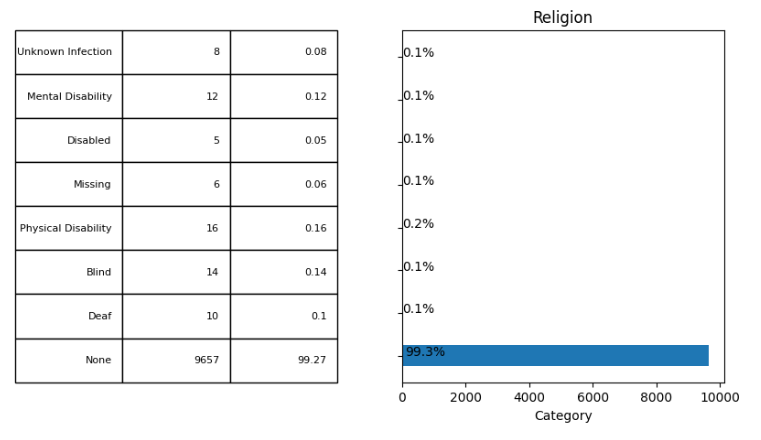 Religion
Unknown Infection 8 0.08 0.1%
Mental Disability 12 0.12 0.1%
Disabled 5 0.05 0.1%
Missing 6 0.06 0.1%
Physical Disability 16 0.16 0.2%
Blind 14 0.14 0.1%
Deaf 10 0.1 0.1%
None 9657 99.27 99.3%
0 2000 4000 6000 8000 10000
Category